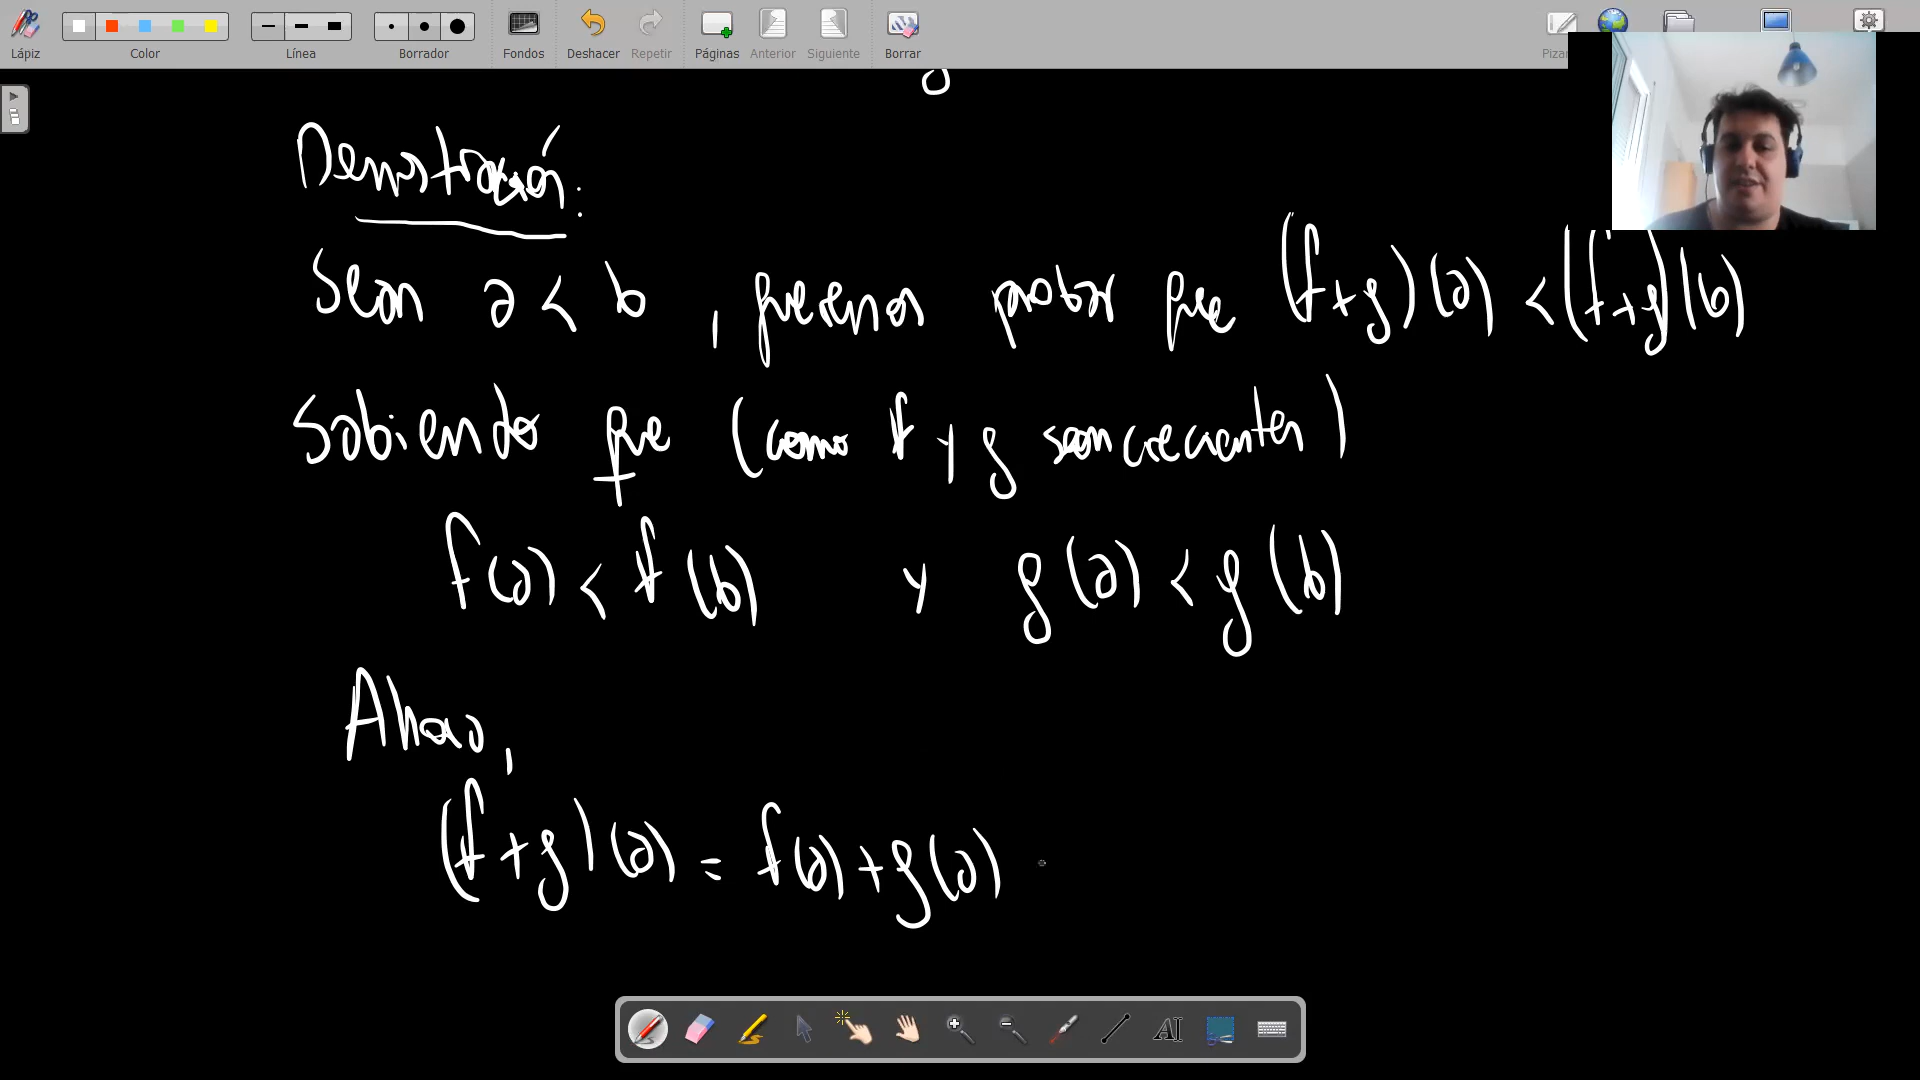 Lápiz Color Línea Borrador Fondos Deshacer Repetir Páginas Anterior Siguiente Borrar
Demostración:
Sean a < b , queremos probar que (f+g)(a) < (f+g)(b)
Sabiendo que (como f y g sean crecientes)
f(a) < f(b) y g(a) < g(b)
Ahora,
(f+g)(a) = f(a)+g(a)